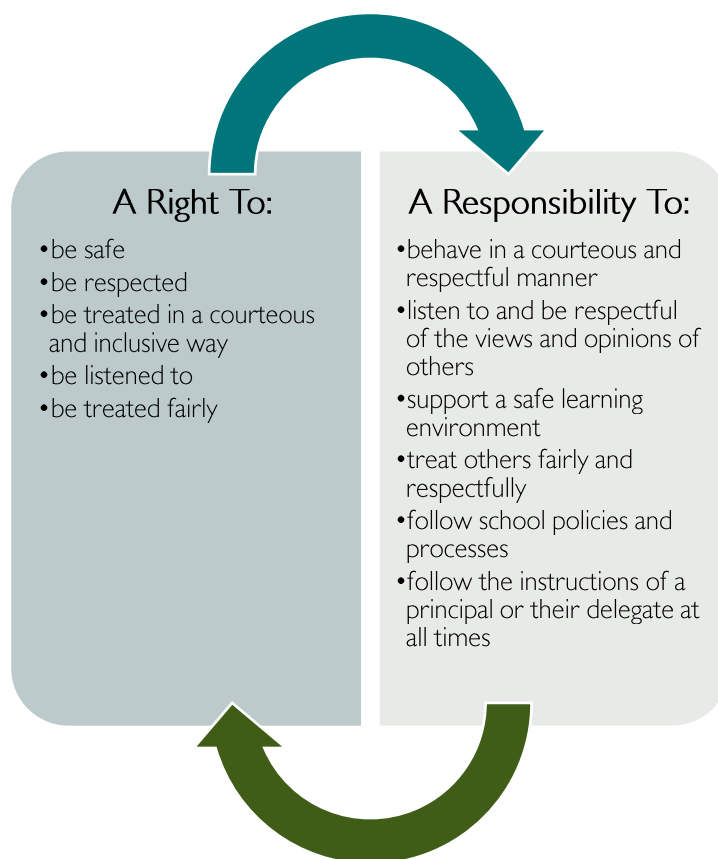 A Right To:
•be safe
•be respected
•be treated in a courteous
and inclusive way
•be listened to
•be treated fairly
A Responsibility To:
•behave in a courteous and
respectful manner
•listen to and be respectful
of the views and opinions of
others
•support a safe learning
environment
•treat others fairly and
respectfully
•follow school policies and
processes
•follow the instructions of a
principal or their delegate at
all times